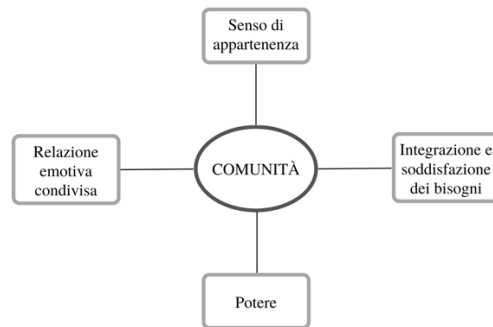 Senso di
appartenenza
Relazione
emotiva
condivisa
COMUNITÀ
Integrazione e
soddisfazione
dei bisogni
Potere